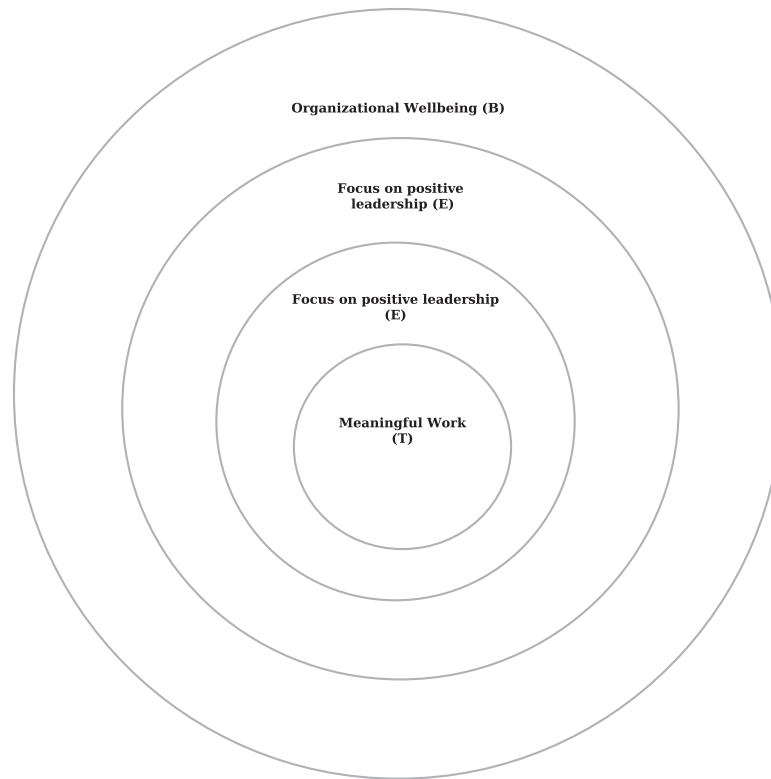 Organizational Wellbeing (B)
Focus on positive
leadership (E)
Focus on positive leadership
(E)
Meaningful Work
(T)